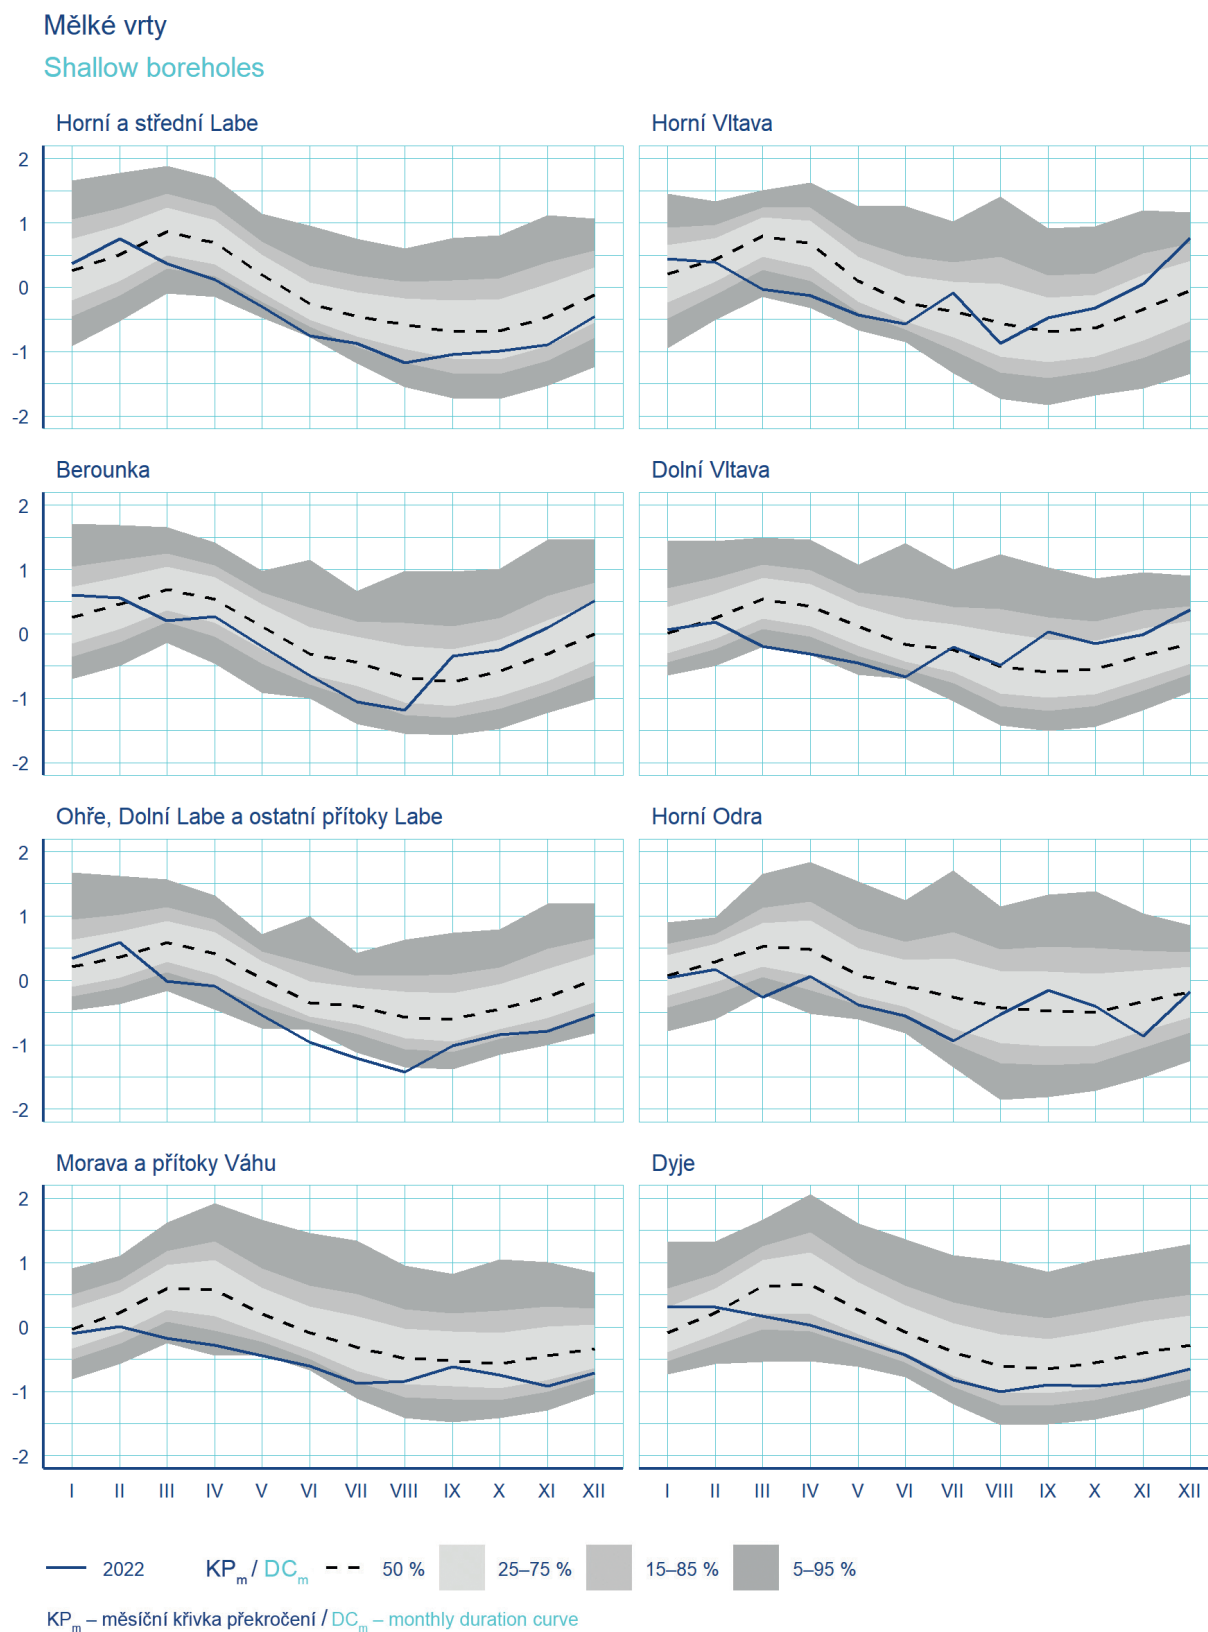 Mělké vrty
Shallow boreholes
Horní a střední Labe
Horní Vltava
2
1
0
-1
-2
Berounka
Dolní Vltava
2
1
0
-1
-2
Ohře, Dolní Labe a ostatní přítoky Labe
Horní Odra
2
1
0
-1
-2
Morava a přítoky Váhu
Dyje
2
1
0
-1
-2
I II III IV V VI VII VIII IX X XI XII I II III IV V VI VII VIII IX X XI XII
2022 KPm / DCm 50 % 25–75 % 15–85 % 5–95 %
KPm – měsíční křivka překročení / DCm – monthly duration curve